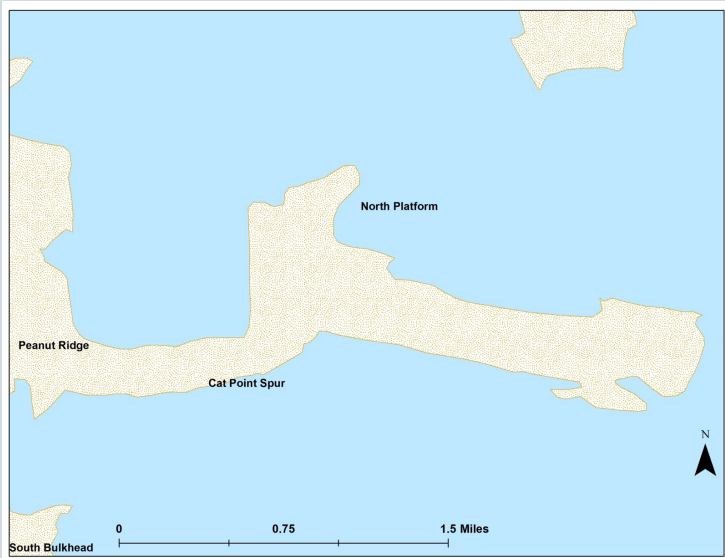 North Platform
Peanut Ridge
Cat Point Spur
N
0 0.75 1.5 Miles
South Bulkhead